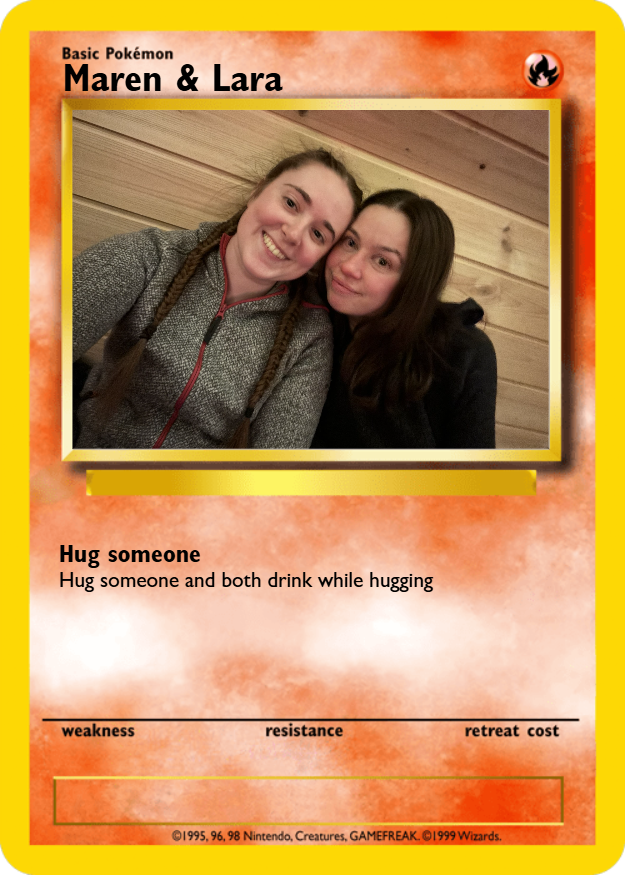 Basic Pokémon
Maren & Lara
Hug someone
Hug someone and both drink while hugging
weakness resistance retreat cost
©1995, 96, 98 Nintendo, Creatures, GAMEFREAK. ©1999 Wizards.